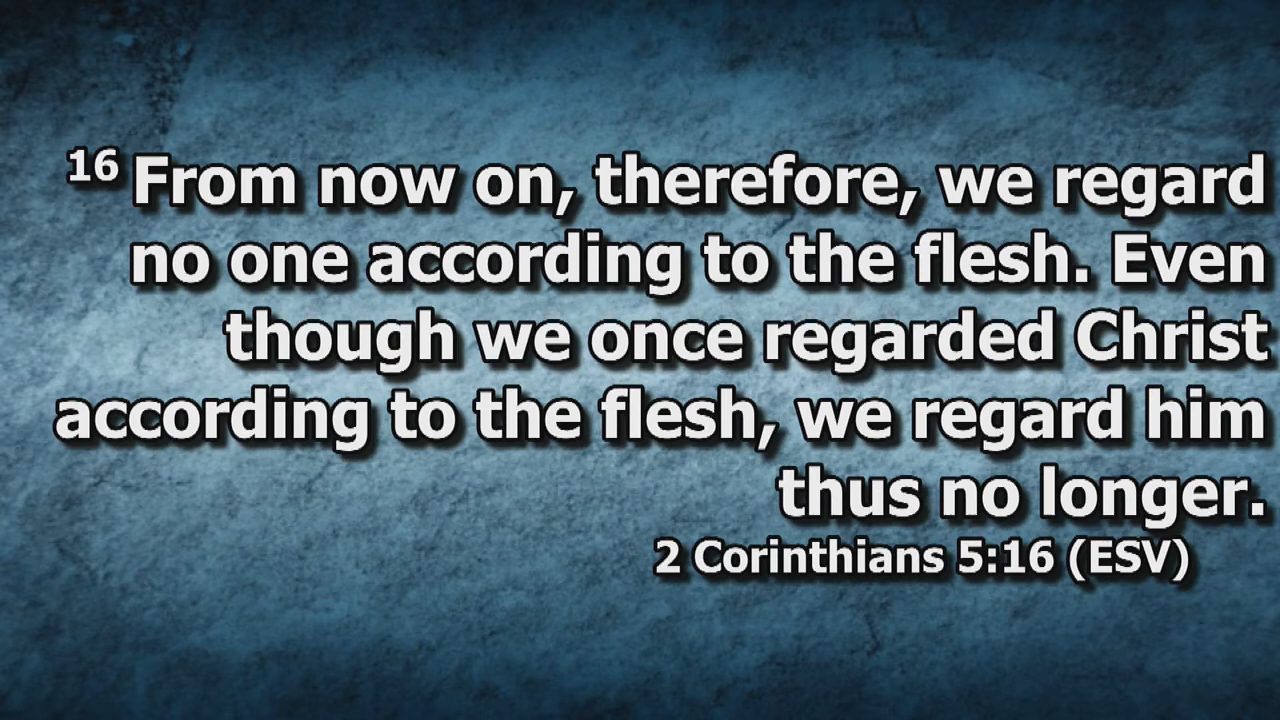 16 From now on, therefore, we regard
no one according to the flesh. Even
though we once regarded Christ
according to the flesh, we regard him
thus no longer.
2 Corinthians 5:16 (ESV)